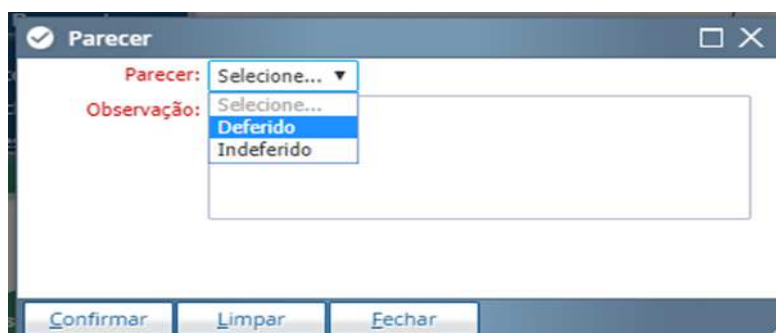 Parecer
Parecer: Selecione...
Observação: Selecione...
Deferido
Indeferido
Confirmar Limpar Fechar